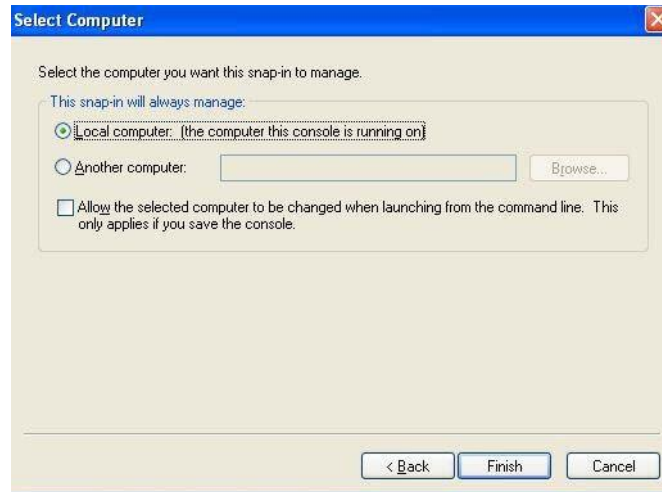 Select Computer
Select the computer you want this snap-in to manage.
This snap-in will always manage:
Local computer: (the computer this console is running on)
Another computer:
Browse...
Allow the selected computer to be changed when launching from the command line. This
only applies if you save the console.
< Back
Finish
Cancel